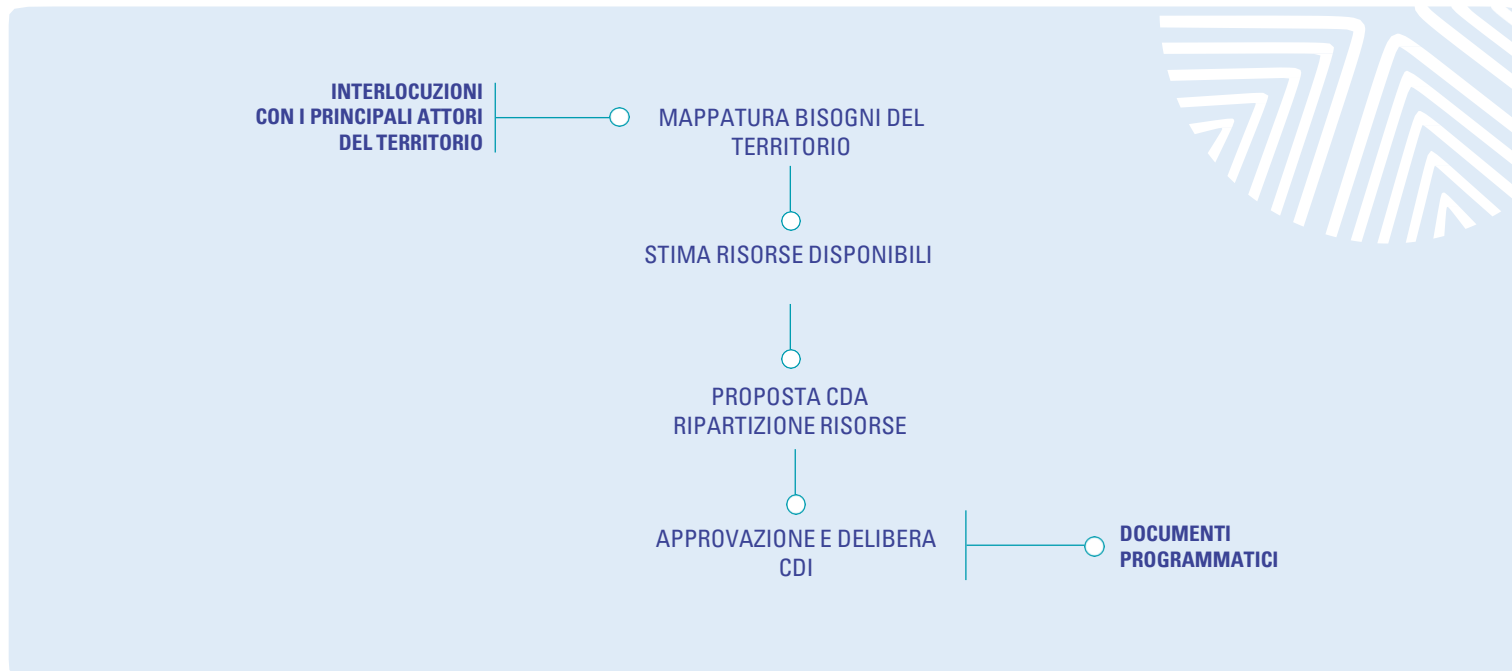 INTERLOCUZIONI
CON I PRINCIPALI ATTORI
DEL TERRITORIO
MAPPATURA BISOGNI DEL
TERRITORIO
STIMA RISORSE DISPONIBILI
PROPOSTA CDA
RIPARTIZIONE RISORSE
APPROVAZIONE E DELIBERA
CDI
DOCUMENTI
PROGRAMMATICI